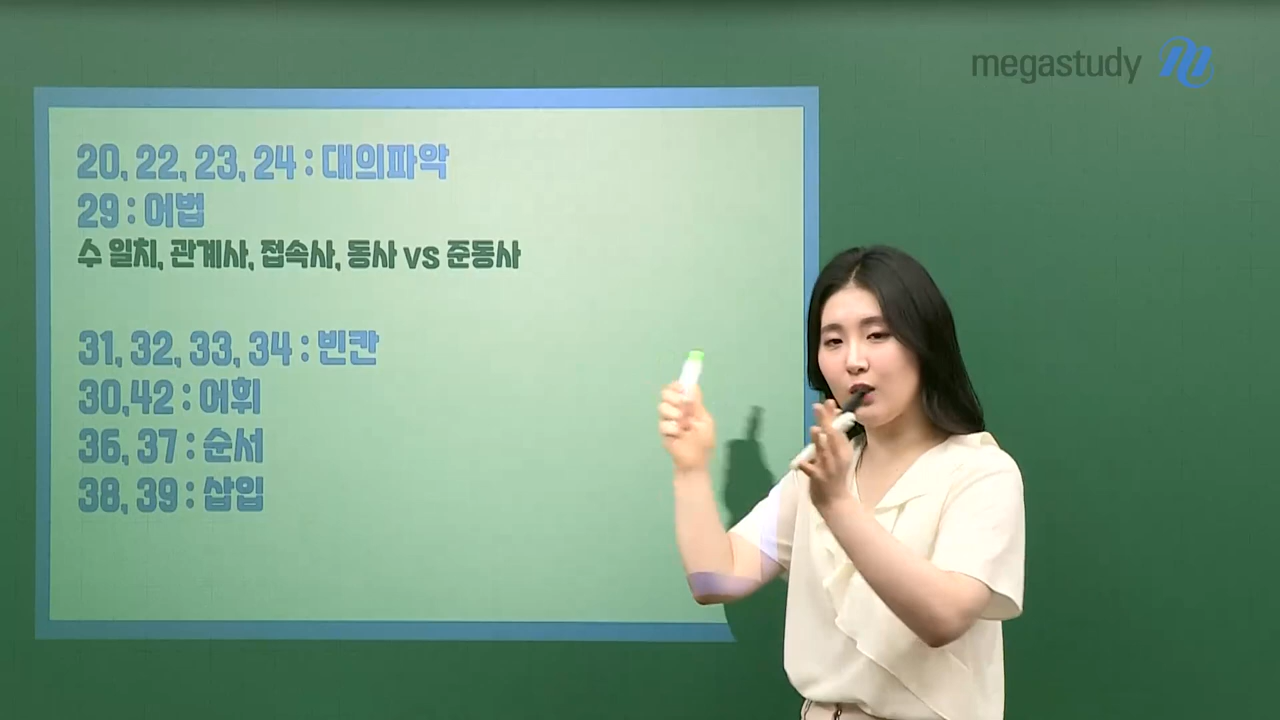 megastudy
20, 22, 23, 24 : 대의파악
29 : 어법
수 일치, 관계사, 접속사, 동사 vs 준동사
31, 32, 33, 34 : 빈칸
30,42 : 어휘
36, 37 : 순서
38, 39 : 삽입